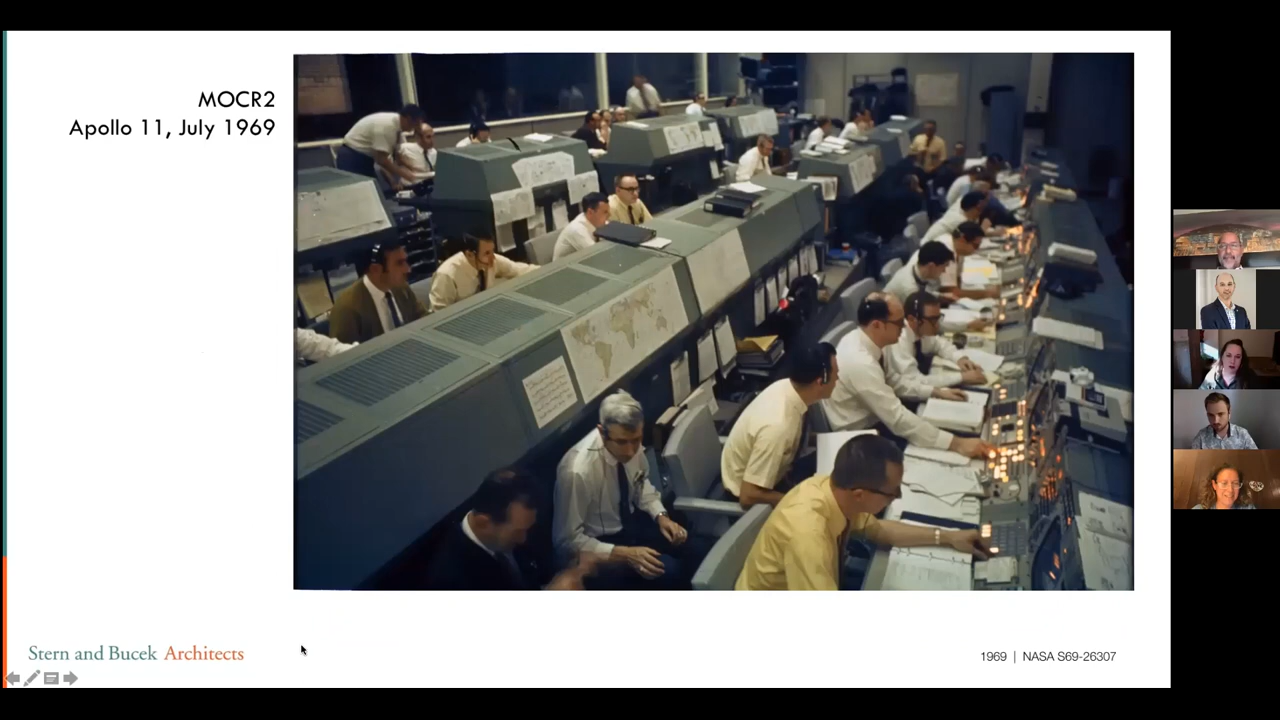 MOCR2
Apollo 11, July 1969
Stern and Bucek Architects
1969 | NASA S69-26307